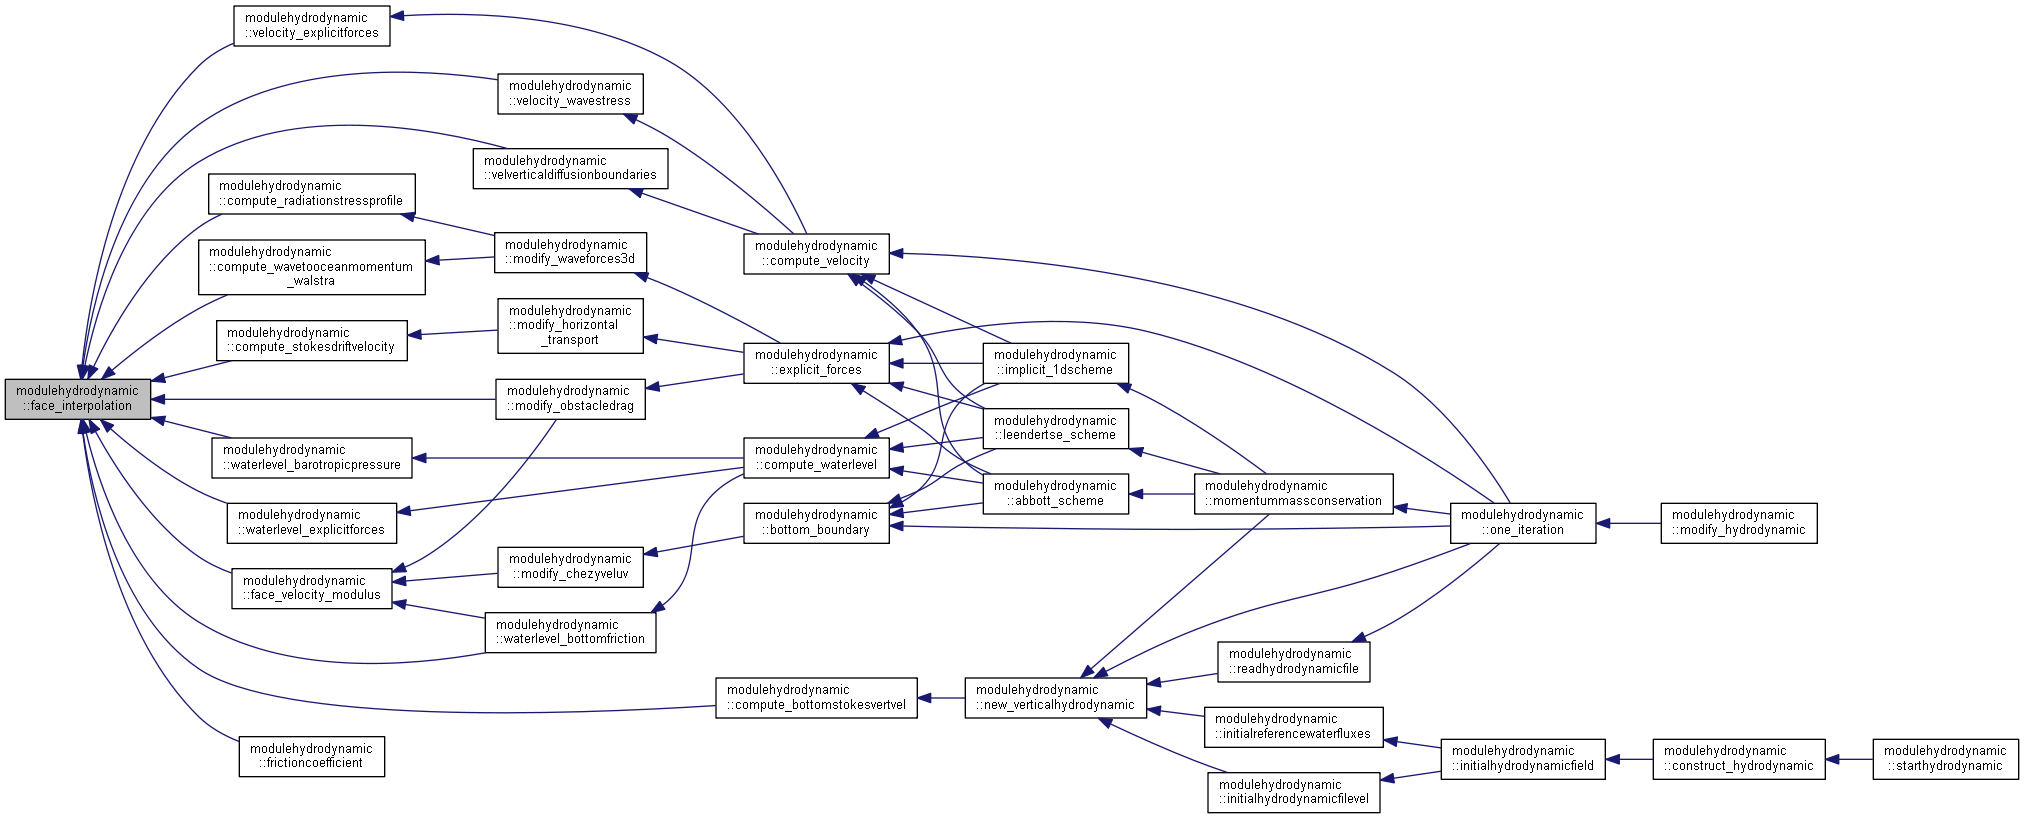 modulehydrodynamic
::velocity_explicitforces
modulehydrodynamic
::velocity_wavestress
modulehydrodynamic
::velverticaldiffusionboundaries
modulehydrodynamic
::compute_radiationstressprofile
modulehydrodynamic
::compute_wavetooceanmomentum
_walstra
modulehydrodynamic
::modify_waveforces3d
modulehydrodynamic
::compute_velocity
modulehydrodynamic
::compute_stokesdriftvelocity
modulehydrodynamic
::modify_horizontal
_transport
modulehydrodynamic
::explicit_forces
modulehydrodynamic
::implicit_1dscheme
modulehydrodynamic
::face_interpolation
modulehydrodynamic
::modify_obstacledrag
modulehydrodynamic
::leendertse_scheme
modulehydrodynamic
::waterlevel_barotropicpressure
modulehydrodynamic
::compute_waterlevel
modulehydrodynamic
::abbott_scheme
modulehydrodynamic
::momentummassconservation
modulehydrodynamic
::waterlevel_explicitforces
modulehydrodynamic
::bottom_boundary
modulehydrodynamic
::one_iteration
modulehydrodynamic
::modify_hydrodynamic
modulehydrodynamic
::face_velocity_modulus
modulehydrodynamic
::modify_chezyveluv
modulehydrodynamic
::waterlevel_bottomfriction
modulehydrodynamic
::readhydrodynamicfile
modulehydrodynamic
::compute_bottomstokesvertvel
modulehydrodynamic
::new_verticalhydrodynamic
modulehydrodynamic
::initialreferencewaterfluxes
modulehydrodynamic
::frictioncoefficient
modulehydrodynamic
::initialhydrodynamicfield
modulehydrodynamic
::construct_hydrodynamic
modulehydrodynamic
::starthydrodynamic
modulehydrodynamic
::initialhydrodynamicfilevel